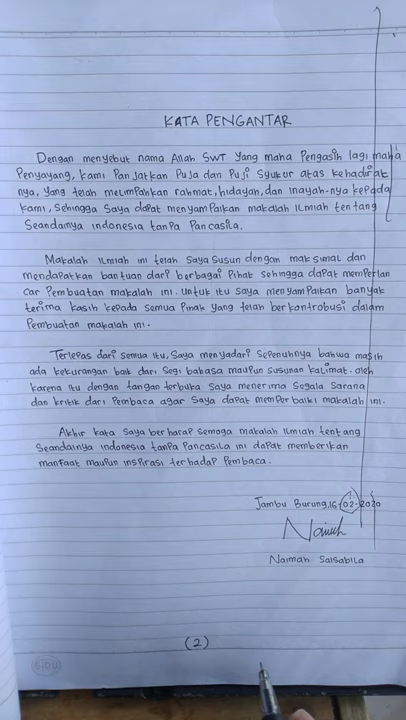 KATA PENGANTAR
Dengan menyebut nama Allah SWT yang maha Pengasih lagi maha
Penyayang, kami Panjatkan Puja dan Puji Syukur atas kehadirat
nya, yang telah melimpahkan rahmat, hidayah, dan inayah-nya kepada
kami, Sehingga Saya dapat menyampaikan makalah ilmiah tentang
Seandainya indonesia tanpa Pancasila.
Makalah ilmiah ini telah Saya Susun dengan maksimal dan
mendapatkan bantuan dari berbagai Pihat sehingga dapat memperlan
car Pembuatan makalah ini. untuk itu saya menyampaikan banyak
terima kasih kepada semua Pihak yang telah berkontrobusi dalam
Pembuatan makalah ini.
Terlepas dari semua itu, Saya menyadari Sepenuhnya bahwa masih
ada kekurangan baik dari Segi bahasa maupun Susunan kalimat. oleh
karena itu dengan tangan terbuka Saya menerima Segala Sarana
dan kritik dari Pembaca agar Saya dapat memperbaiki makalah ini.
Akhir kata Saya berharap Semoga makalah ilmiah tentang
Seandainya indonesia tanpa Pancasila ini dapat memberikan
manfaat maupun inspirasi terhadap Pembaca.
Jambu Burung, 16-02-2020
Naimah Salsabila
(2)
SiDU